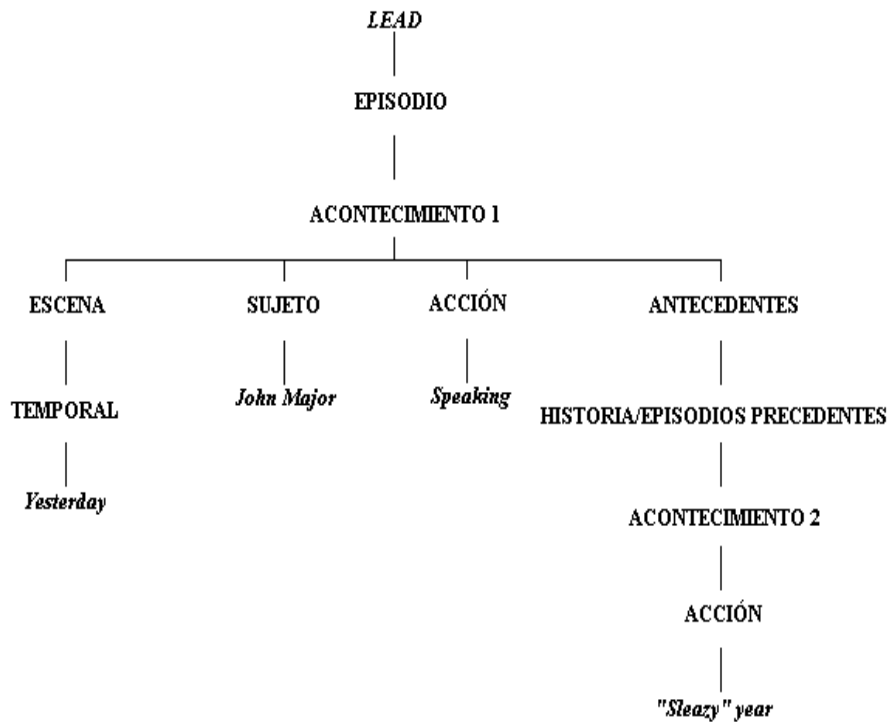 LEAD
EPISODIO
ACONTECIMIENTO 1
ESCENA SUJETO ACCIÓN ANTECEDENTES
John Major Speaking
TEMPORAL HISTORIA/EPISODIOS PRECEDENTES
Yesterday
ACONTECIMIENTO 2
ACCIÓN
"Sleazy" year